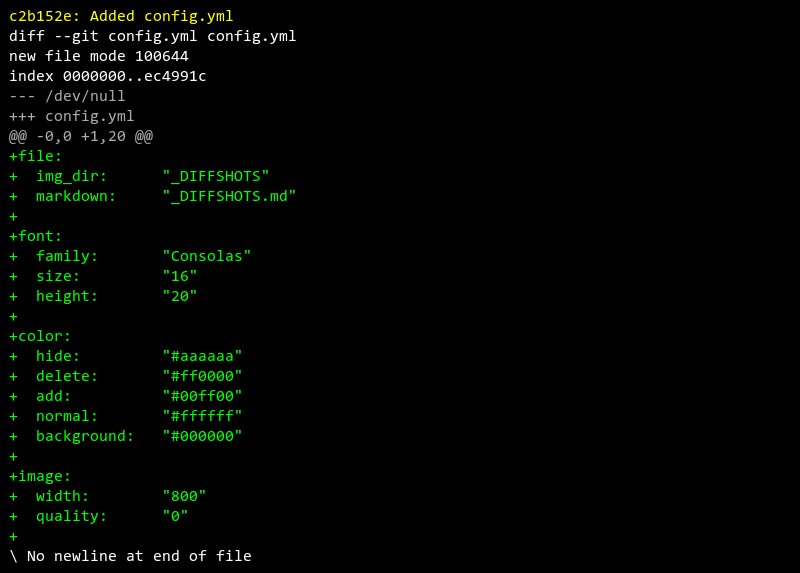 c2b152e: Added config.yml
diff --git config.yml config.yml
new file mode 100644
index 0000000..ec4991c
--- /dev/null
+++ config.yml
@@ -0,0 +1,20 @@
+file:
+  img_dir:      "_DIFFSHOTS"
+  markdown:     "_DIFFSHOTS.md"
+
+font:
+  family:       "Consolas"
+  size:         "16"
+  height:       "20"
+
+color:
+  hide:         "#aaaaaa"
+  delete:       "#ff0000"
+  add:          "#00ff00"
+  normal:       "#ffffff"
+  background:   "#000000"
+
+image:
+  width:        "800"
+  quality:      "0"
+
\ No newline at end of file